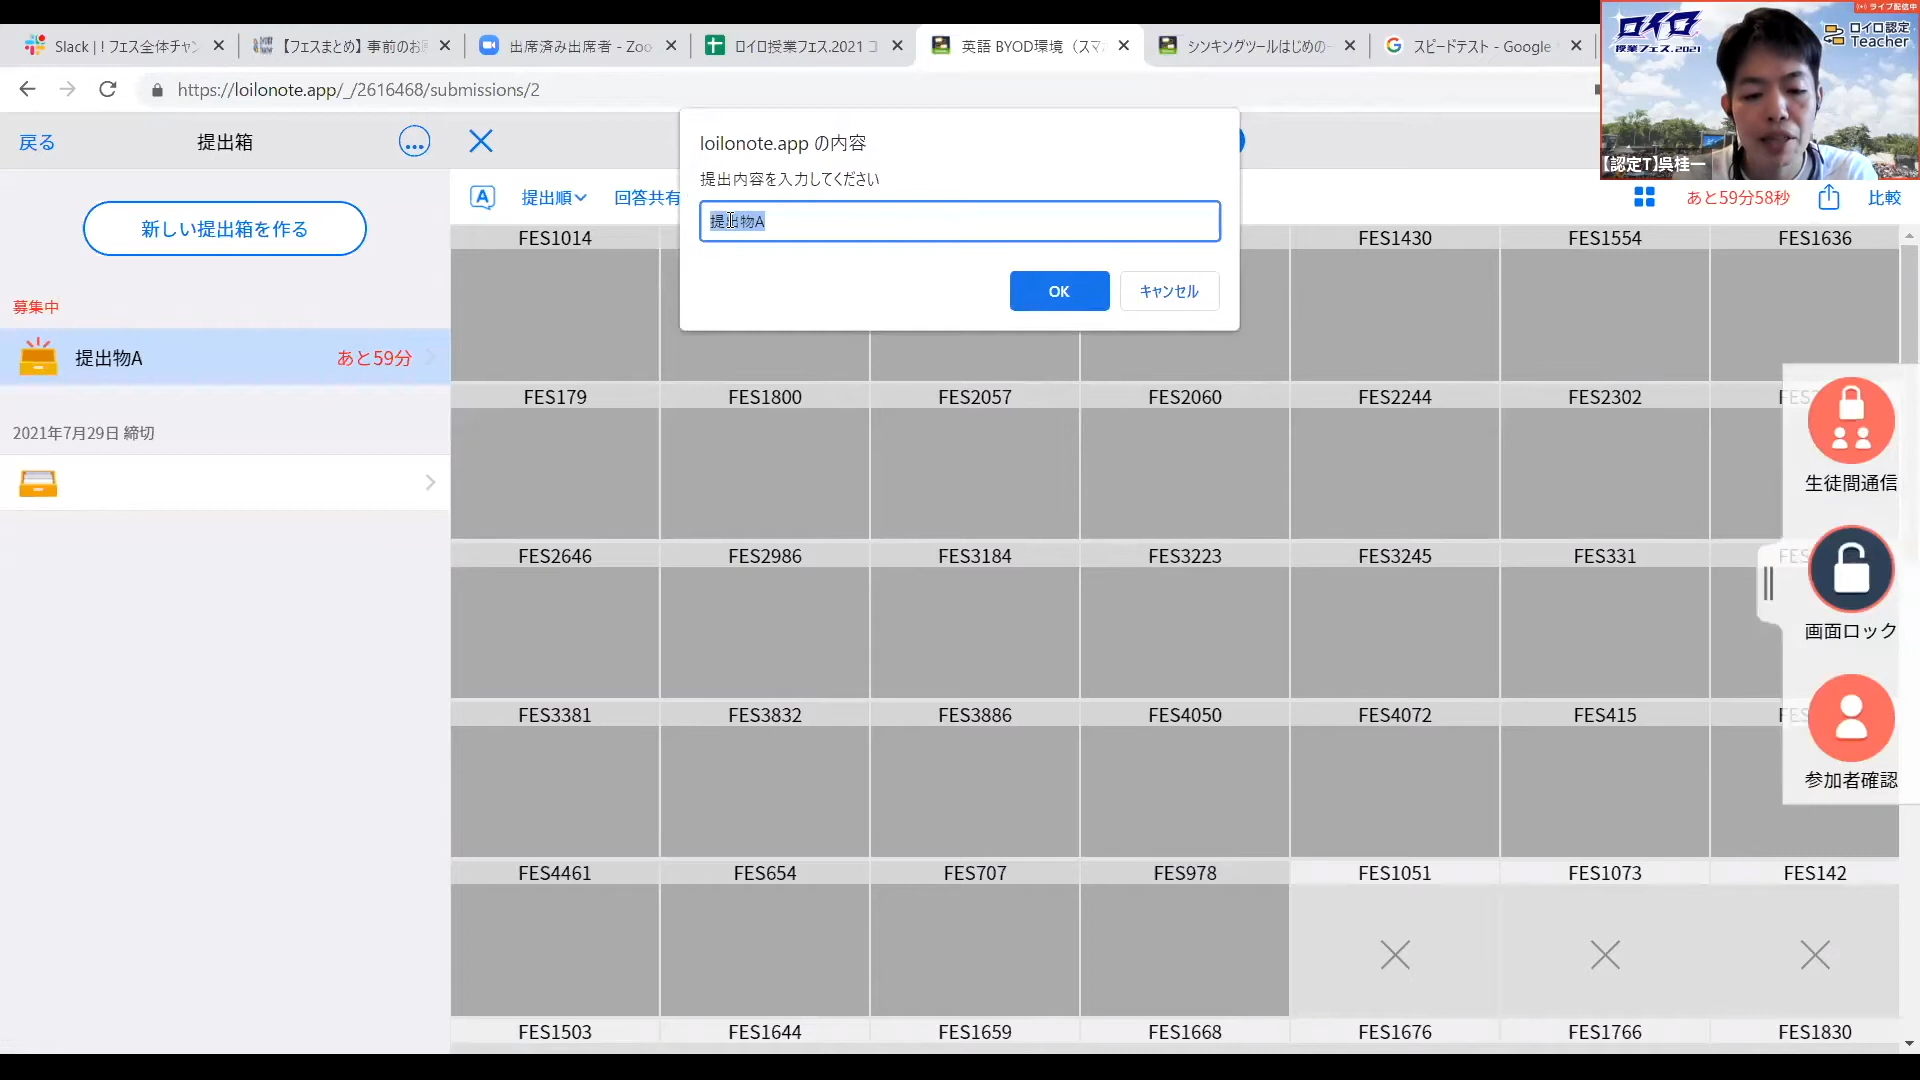 Slack | ! フェス全体チャン
【フェスまとめ】事前のお
出席済み出席者 - Zoo
ロイロ授業フェス.2021 コ
英語 BYOD環境（スマ
シンキングツールはじめの一
スピードテスト - Google
https://loilonote.app/_/2616468/submissions/2
ライブ配信中
ロイロ
授業フェス.2021
ロイロ認定
Teacher
【認定T】呉桂一
戻る
提出箱
新しい提出箱を作る
募集中
提出物A
あと59分
2021年7月29日 締切
loilonote.app の内容
提出内容を入力してください
提出物A
OK
キャンセル
A
提出順
回答共有
あと59分58秒
比較
FES1014
FES1430
FES1554
FES1636
FES179
FES1800
FES2057
FES2060
FES2244
FES2302
FES2646
FES2986
FES3184
FES3223
FES3245
FES331
FES3381
FES3832
FES3886
FES4050
FES4072
FES415
FES4461
FES654
FES707
FES978
FES1051
FES1073
FES142
FES1503
FES1644
FES1659
FES1668
FES1676
FES1766
FES1830
生徒間通信
画面ロック
参加者確認